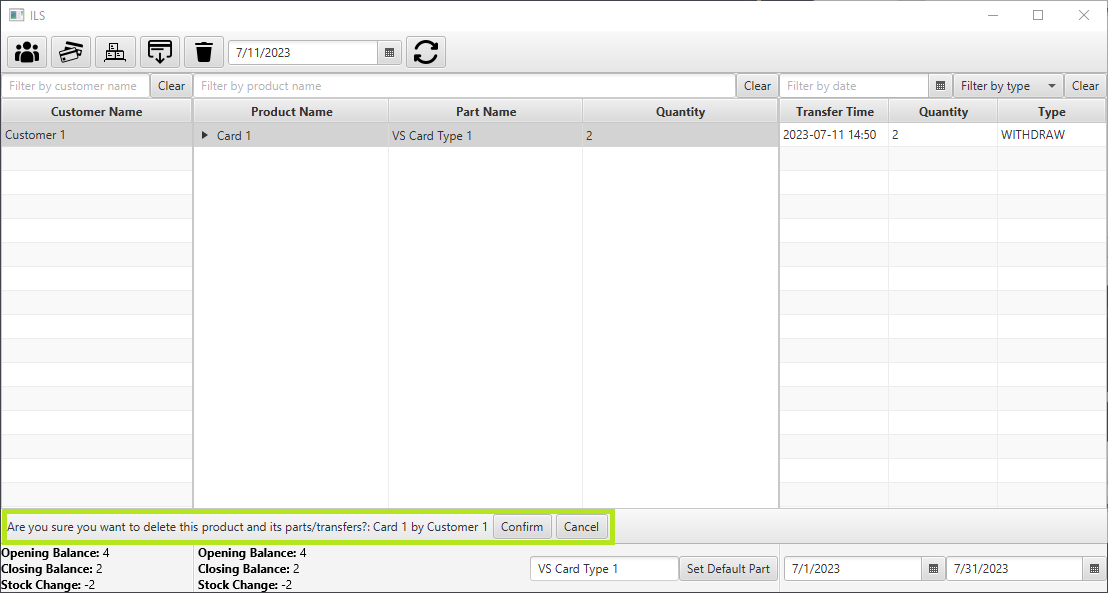 ILS
7/11/2023
Filter by customer name Clear Filter by product name Clear Filter by date Filter by type Clear
Customer Name Product Name Part Name Quantity Transfer Time Quantity Type
Customer 1 Card 1 VS Card Type 1 2 2023-07-11 14:50 2 WITHDRAW
Are you sure you want to delete this product and its parts/transfers?: Card 1 by Customer 1 Confirm Cancel
Opening Balance: 4 Opening Balance: 4
Closing Balance: 2 Closing Balance: 2 VS Card Type 1 Set Default Part 7/1/2023 7/31/2023
Stock Change: -2 Stock Change: -2